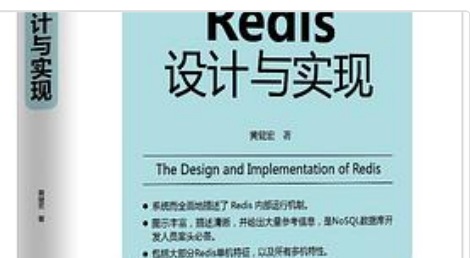 计与实现
Redis
设计与实现
黄健宏 著
The Design and Implementation of Redis
● 系统而全面地描述了 Redis 内部运行机制。
● 图示丰富，描述清晰，并给出大量参考信息，是NoSQL数据库开
发人员案头必备。
● 包括大部分Redis单机特征，以及所有多机特性。